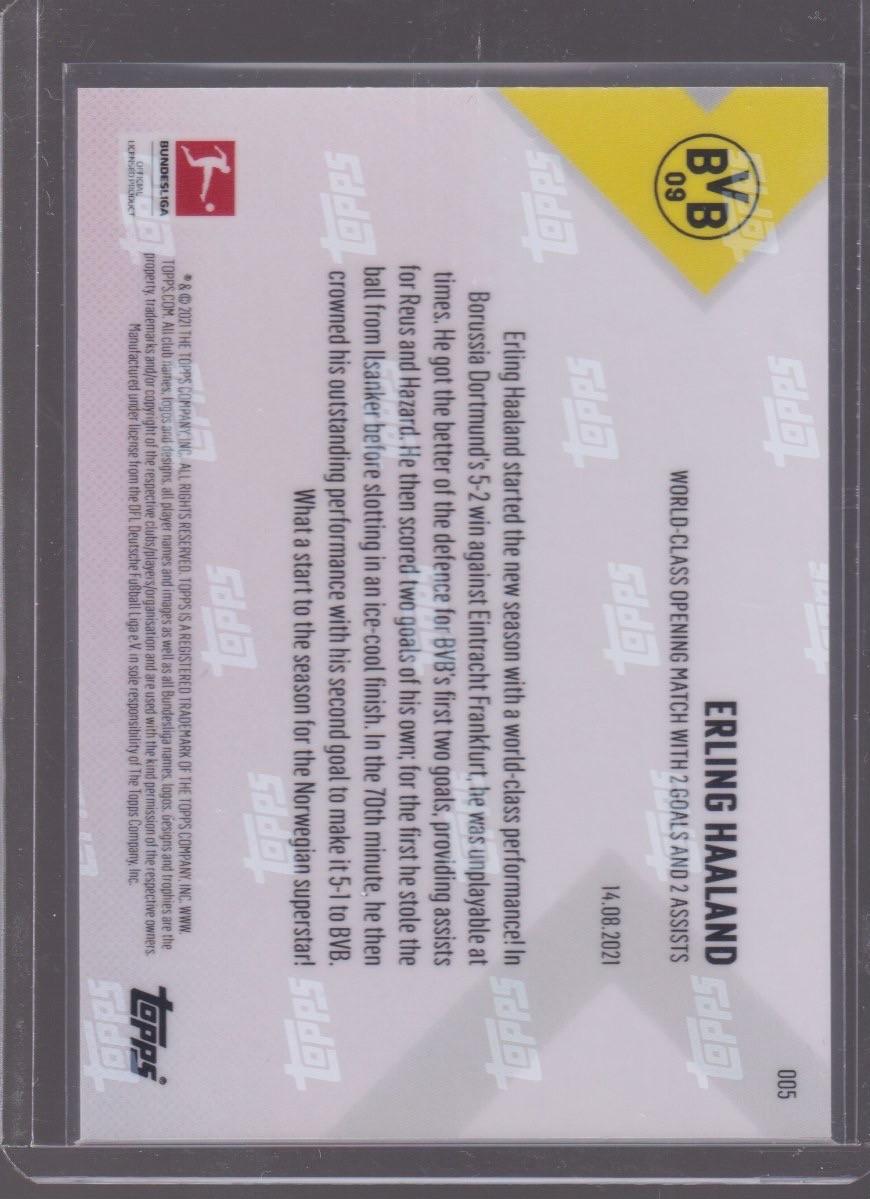 005
BVB
09
ERLING HAALAND
WORLD-CLASS OPENING MATCH WITH 2 GOALS AND 2 ASSISTS
14.08.2021
Erling Haaland started the new season with a world-class performance! In
Borussia Dortmund's 5-2 win against Eintracht Frankfurt, he was unplayable at
times. He got the better of the defence for BVB's first two goals, providing assists
for Reus and Hazard. He then scored two goals of his own; for the first he stole the
ball from Ilsanker before slotting in an ice-cool finish. In the 70th minute, he then
crowned his outstanding performance with his second goal to make it 5-1 to BVB.
What a start to the season for the Norwegian superstar!
BUNDESLIGA
OFFICIAL
LICENSED PRODUCT
® & © 2021 THE TOPPS COMPANY, INC. ALL RIGHTS RESERVED. TOPPS IS A REGISTERED TRADEMARK OF THE TOPPS COMPANY, INC. WWW.
TOPPS.COM. All club names, logos and designs, all player names and images as well as all Bundesliga names, logos, designs and trophies are the
property, trademarks and/or copyright of the respective clubs/players/organisation and are used with the kind permission of the respective owners.
Manufactured under license from the DFL Deutsche Fußball Liga e.V. in sole responsibility of The Topps Company, Inc.
topps®